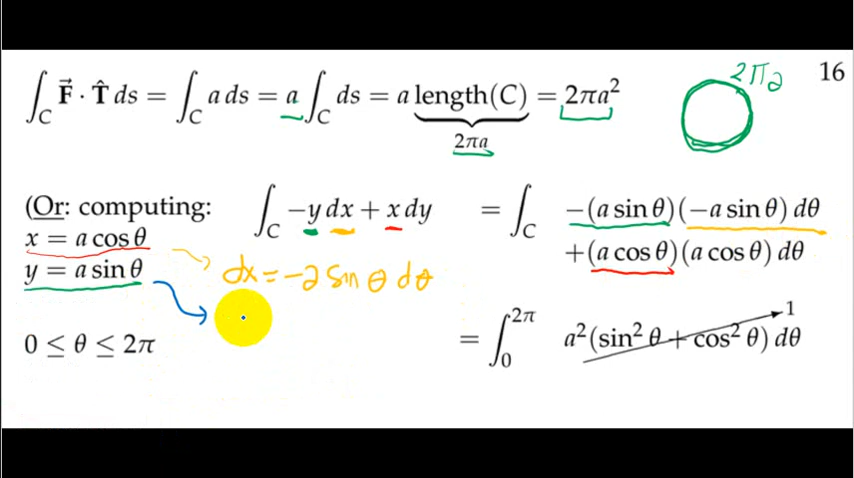 ∫_C F⃗ · T̂ ds = ∫_C a ds = a ∫_C ds = a length(C) = 2πa²
2πa
2πa
16
(Or: computing: ∫_C −y dx + x dy = ∫_C −(a sin θ)(−a sin θ) dθ
x = a cos θ
+(a cos θ)(a cos θ) dθ
y = a sin θ
dx = −a sin θ dθ
0 ≤ θ ≤ 2π
= ∫_0^{2π} a²(sin² θ + cos² θ) dθ
1